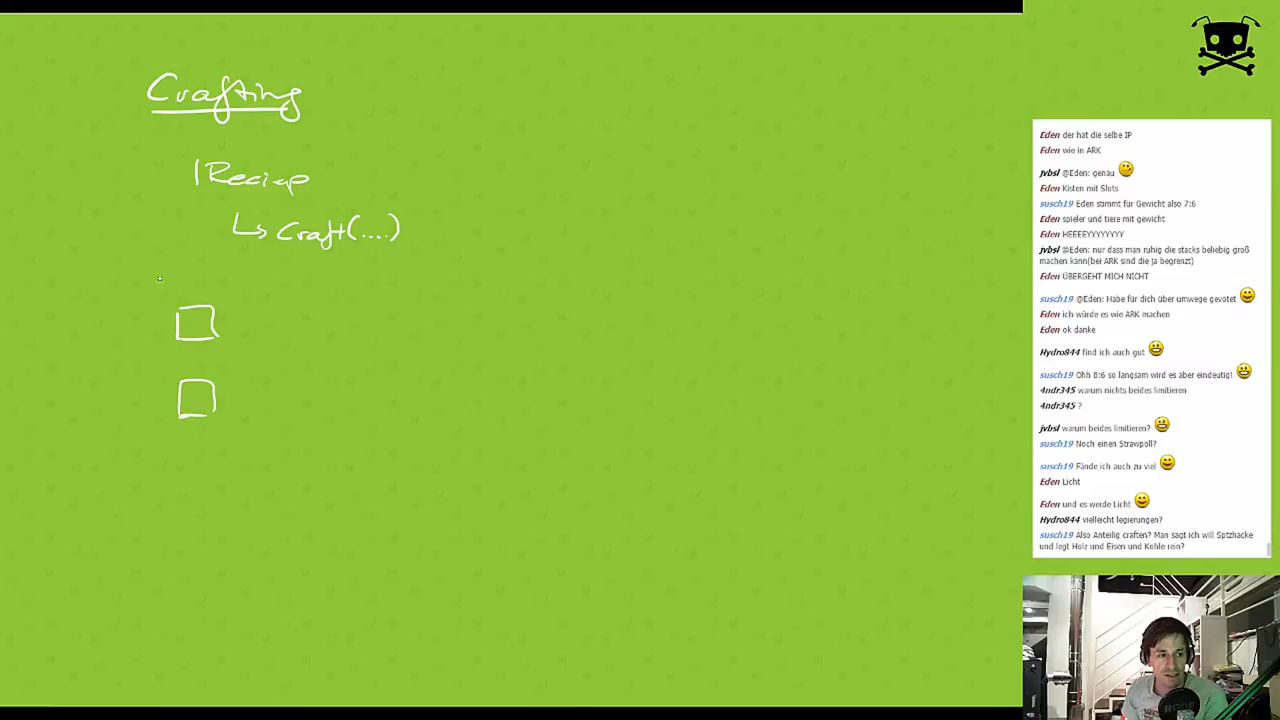 Crafting
IReciep
Craft(....)
Eden der hat die selbe IP
Eden wie in ARK
jvbsl @Eden: genau
Eden Kisten mit Slots
susch19 Eden stimmt für Gewicht also 7:6
Eden spieler und tiere mit gewicht
Eden HEEEEYYYYYYY
jvbsl @Eden: nur dass man ruhig die stacks beliebig groß
machen kann(bei ARK sind die ja begrenzt)
Eden ÜBERGEHT MICH NICHT
susch19 @Eden: Habe für dich über umwege gevotet
Eden ich würde es wie ARK machen
Eden ok danke
Hydro844 find ich auch gut
susch19 Ohh 8:6 so langsam wird es aber eindeutig!
4ndr345 warum nichts beides limitieren
4ndr345 ?
jvbsl warum beides limitieren?
susch19 Noch einen Strawpoll?
susch19 Fände ich auch zu viel
Eden Licht
Eden und es werde Licht
Hydro844 vielleicht legierungen?
susch19 Also Anteilig craften? Man sagt ich will Sptzhacke
und legt Holz und Eisen und Kohle rein?
RODE